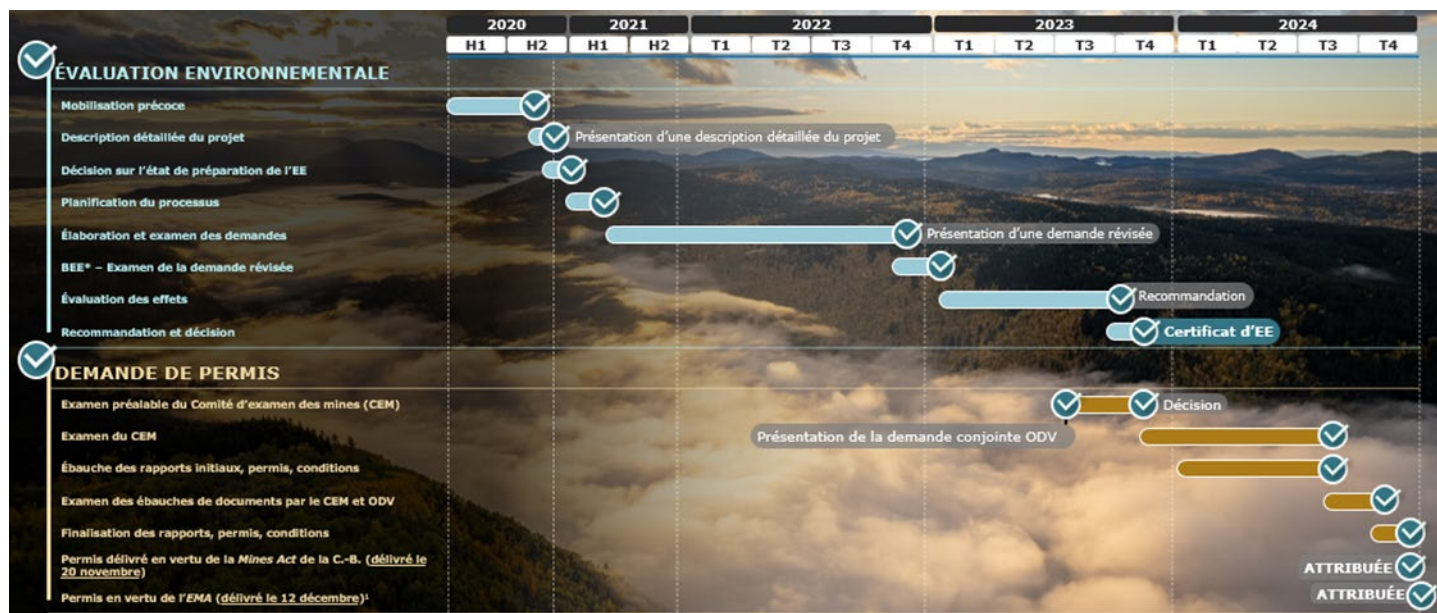 2020 2021 2022 2023 2024
H1 H2 H1 H2 T1 T2 T3 T4 T1 T2 T3 T4 T1 T2 T3 T4
ÉVALUATION ENVIRONNEMENTALE
Mobilisation précoce
Description détaillée du projet
Présentation d'une description détaillée du projet
Décision sur l'état de préparation de l'EE
Planification du processus
Élaboration et examen des demandes
Présentation d'une demande révisée
BEE* – Examen de la demande révisée
Évaluation des effets
Recommandation
Recommandation et décision
Certificat d'EE
DEMANDE DE PERMIS
Examen préalable du Comité d'examen des mines (CEM)
Décision
Examen du CEM
Présentation de la demande conjointe ODV
Ébauche des rapports initiaux, permis, conditions
Examen des ébauches de documents par le CEM et ODV
Finalisation des rapports, permis, conditions
Permis délivré en vertu de la Mines Act de la C.-B. (délivré le
20 novembre)
ATTRIBUÉE
Permis en vertu de l'EMA (délivré le 12 décembre)¹
ATTRIBUÉE